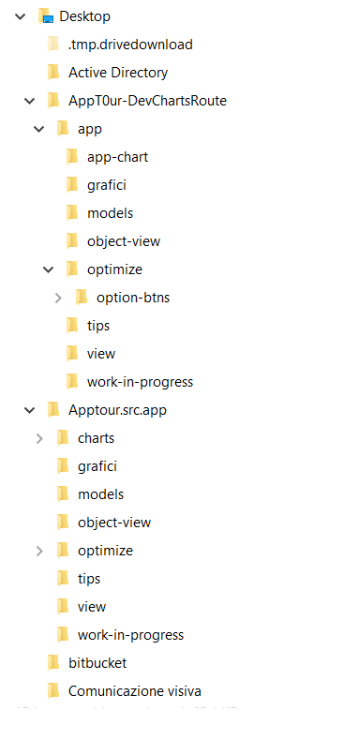 Desktop
.tmp.drivedownload
Active Directory
AppT0ur-DevChartsRoute
app
app-chart
grafici
models
object-view
optimize
option-btns
tips
view
work-in-progress
Apptour.src.app
charts
grafici
models
object-view
optimize
tips
view
work-in-progress
bitbucket
Comunicazione visiva